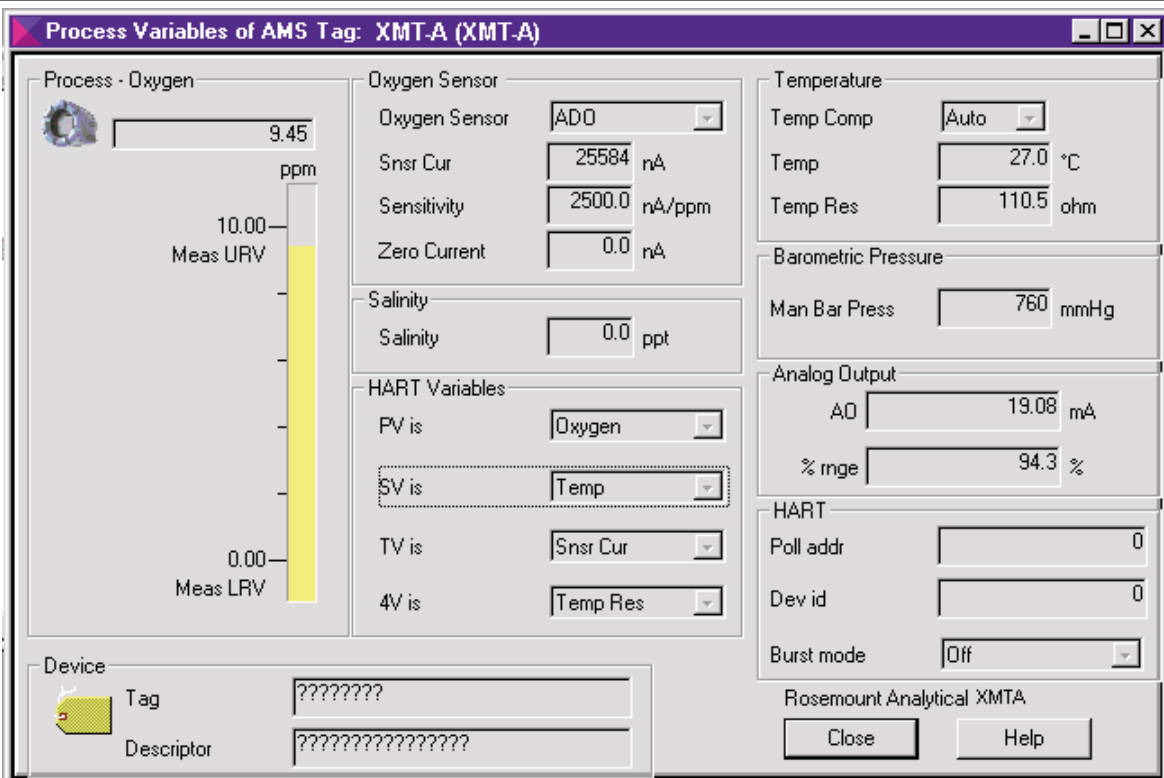 Process Variables of AMS Tag: XMT-A (XMT-A)
Process - Oxygen
9.45
ppm
10.00
Meas URV
0.00
Meas LRV
Oxygen Sensor
Oxygen Sensor ADO
Snsr Cur 25584 nA
Sensitivity 2500.0 nA/ppm
Zero Current 0.0 nA
Salinity
Salinity 0.0 ppt
HART Variables
PV is Oxygen
SV is Temp
TV is Snsr Cur
4V is Temp Res
Temperature
Temp Comp Auto
Temp 27.0 °C
Temp Res 110.5 ohm
Barometric Pressure
Man Bar Press 760 mmHg
Analog Output
AO 19.08 mA
% rnge 94.3 %
HART
Poll addr 0
Dev id 0
Burst mode Off
Device
Tag ????????
Descriptor ????????????????
Rosemount Analytical XMTA
Close Help